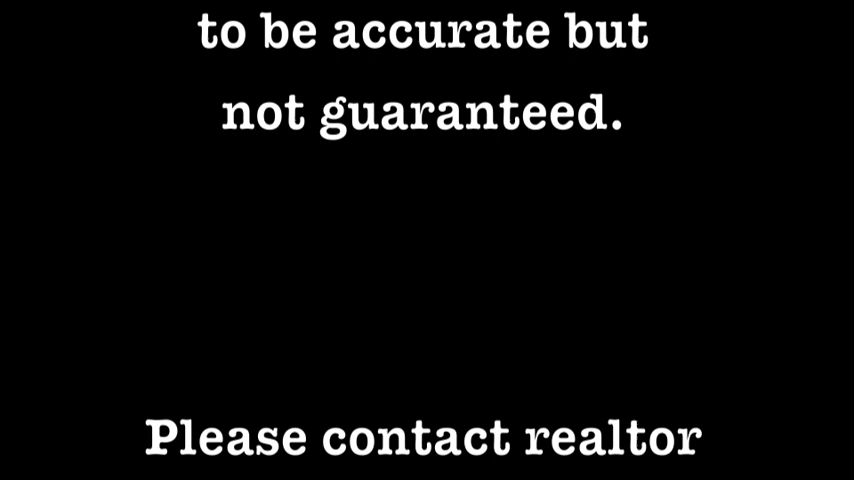 to be accurate but
not guaranteed.
Please contact realtor